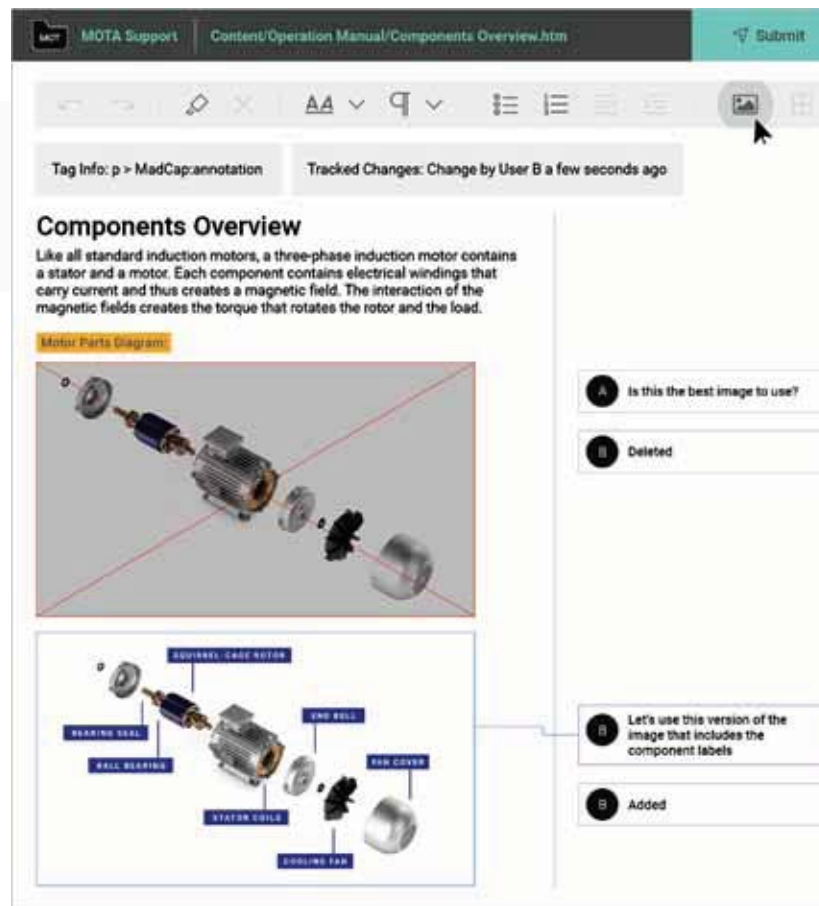 MOT
MOTA Support
Content/Operation Manual/Components Overview.htm
Submit
AA
Tag Info: p > MadCap:annotation
Tracked Changes: Change by User B a few seconds ago
Components Overview
Like all standard induction motors, a three-phase induction motor contains
a stator and a motor. Each component contains electrical windings that
carry current and thus creates a magnetic field. The interaction of the
magnetic fields creates the torque that rotates the rotor and the load.
Motor Parts Diagram:
A
Is this the best image to use?
B
Deleted
SQUIRREL-CAGE ROTOR
BEARING SEAL
BALL BEARING
END BELL
FAN COVER
STATOR COILS
COOLING FAN
B
Let's use this version of the
image that includes the
component labels
B
Added